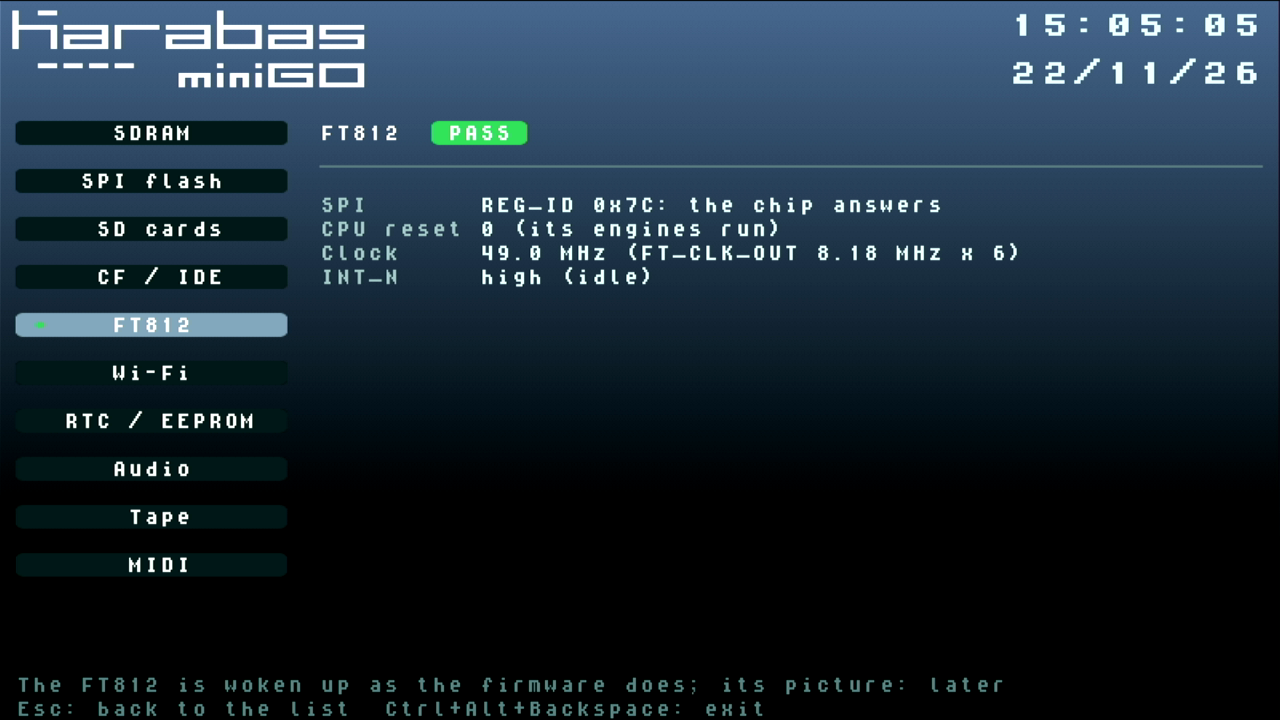 karabas
miniGO
15:05:05
22/11/26
SDRAM
SPI flash
SD cards
CF / IDE
FT812
Wi-Fi
RTC / EEPROM
Audio
Tape
MIDI
FT812 PASS
SPI REG_ID 0x7C: the chip answers
CPU reset 0 (its engines run)
Clock 49.0 MHz (FT_CLK_OUT 8.18 MHz x 6)
INT_N high (idle)
The FT812 is woken up as the firmware does; its picture: later
Esc: back to the list Ctrl+Alt+Backspace: exit